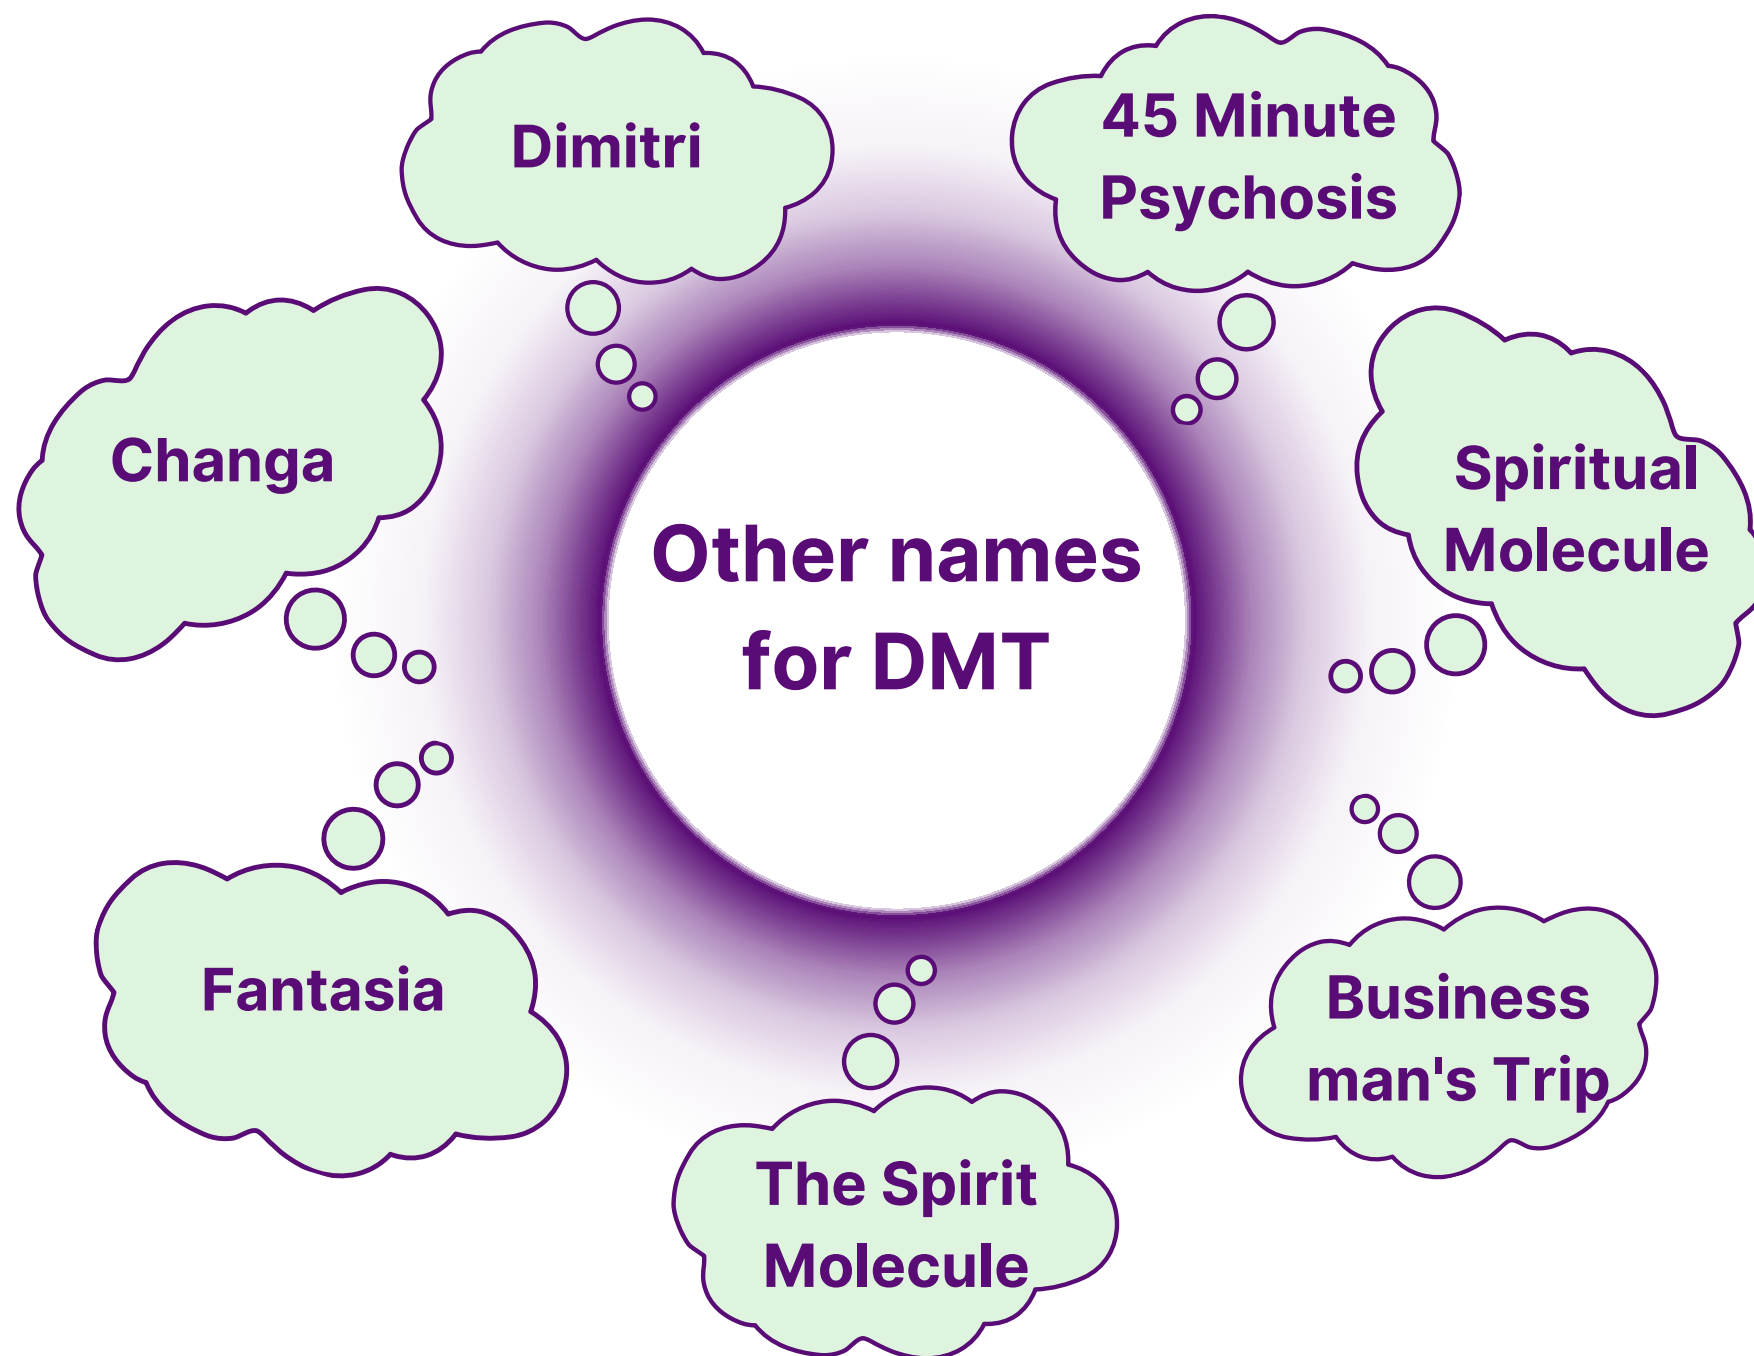 Other names
for DMT
Dimitri
45 Minute
Psychosis
Changa
Spiritual
Molecule
Fantasia
Business
man's Trip
The Spirit
Molecule